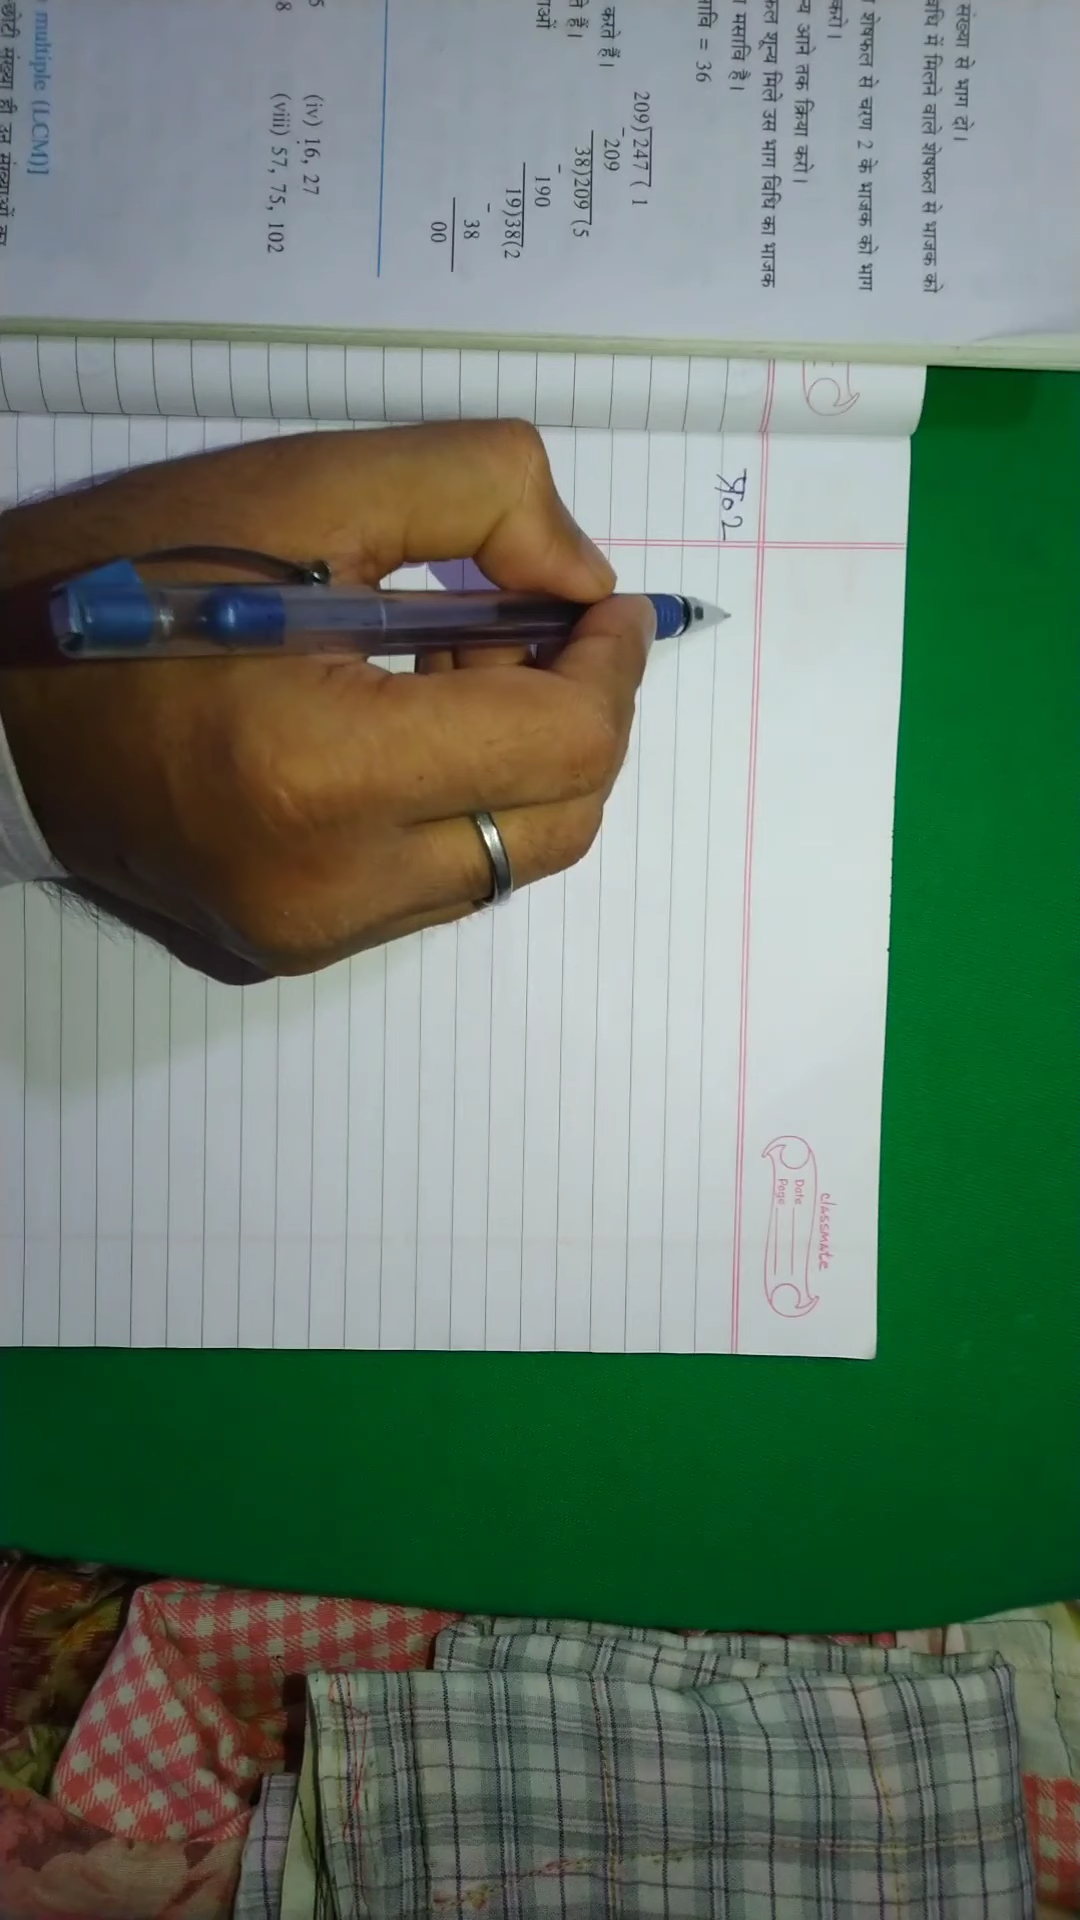 संख्या से भाग दो।
में मिलने वाले शेषफल से भाजक को
शेषफल से चरण 2 के भाजक को भाग
करो।
आने तक क्रिया करो।
शून्य मिले उस भाग विधि का भाजक
मसावि है।
= 36
करते हैं।
हैं।
209)247(1
- 209
38)209(5
- 190
19)38(2
- 38
00
(iv) 16, 27
(viii) 57, 75, 102
multiple (LCM)]
छोटी संख्या ही उन संख्याओं का
प्र०2
classmate
Date
Page